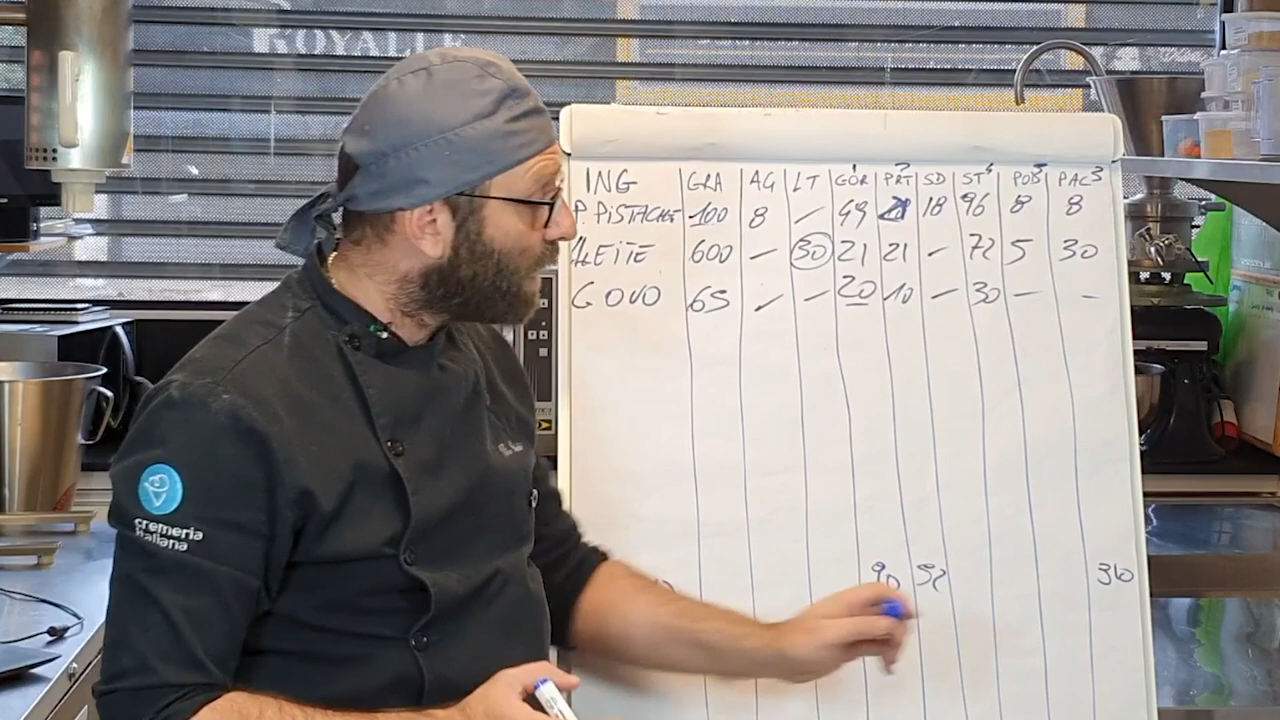 ROYALE
ING GRA AG LT GOR PRT SD ST POD PAC
P. PISTACHE 100 8 – 49 18 96 8 8
LEITE 600 – 30 21 21 – 72 5 30
G OVO 65 – – 20 10 – 30 – –
90 52 36
cremeria
italiana